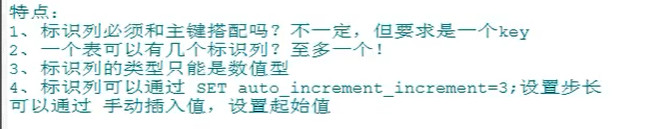 特点：
1、标识列必须和主键搭配吗？不一定，但要求是一个key
2、一个表可以有几个标识列？至多一个！
3、标识列的类型只能是数值型
4、标识列可以通过 SET auto_increment_increment=3;设置步长
可以通过 手动插入值，设置起始值